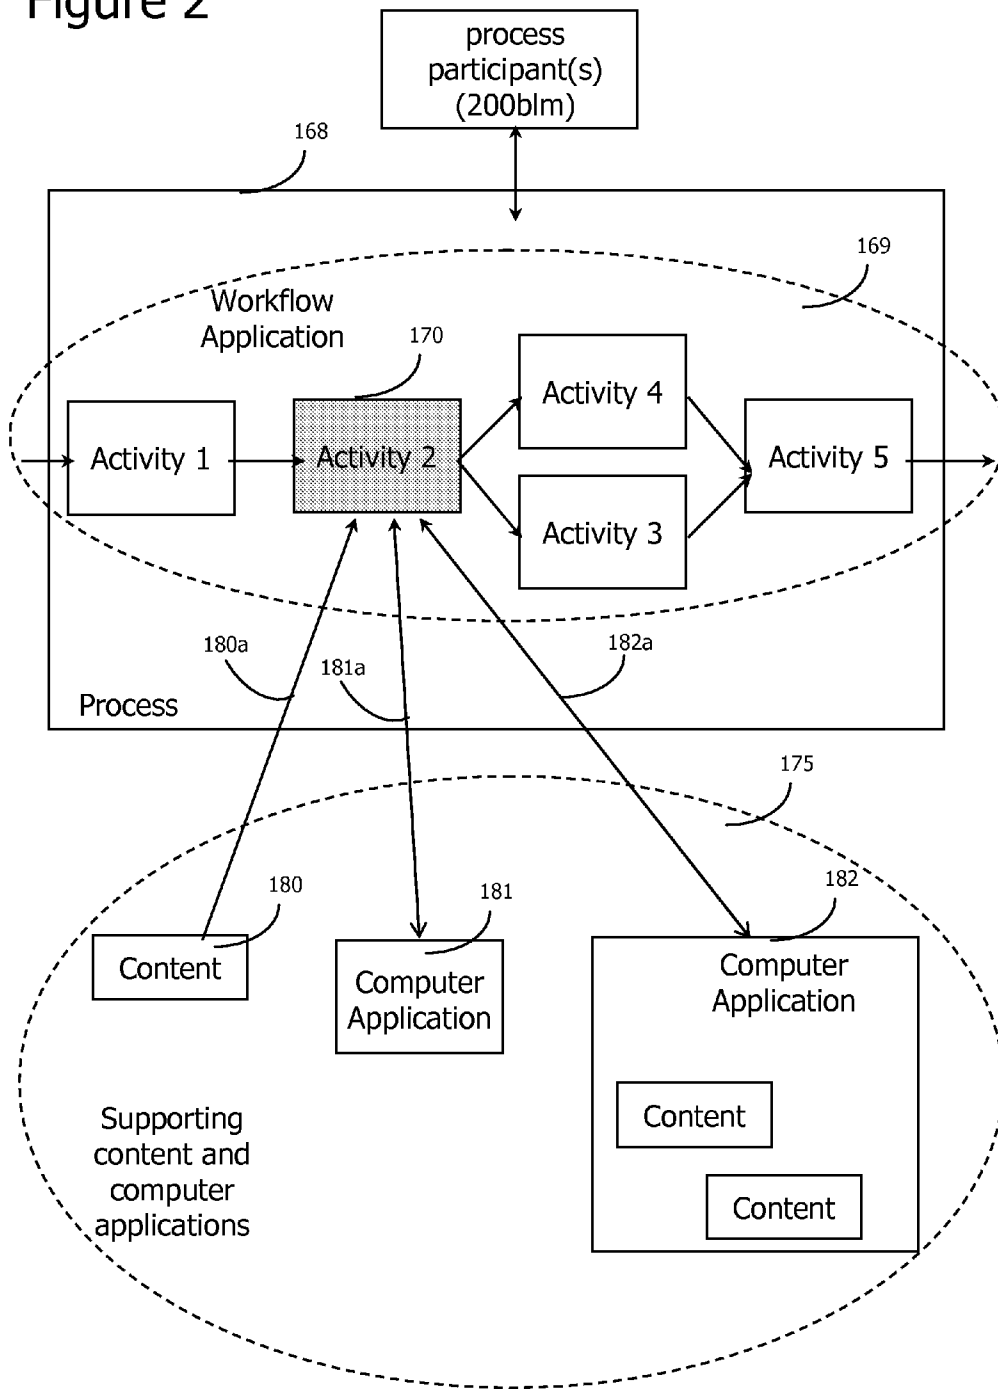 Figure 2
process
participant(s)
(200blm)
168
169
Workflow
Application
170
Activity 4
Activity 1
Activity 2
Activity 5
Activity 3
180a
181a
182a
Process
175
180
181
182
Content
Computer
Application
Computer
Application
Content
Supporting
content and
computer
applications
Content